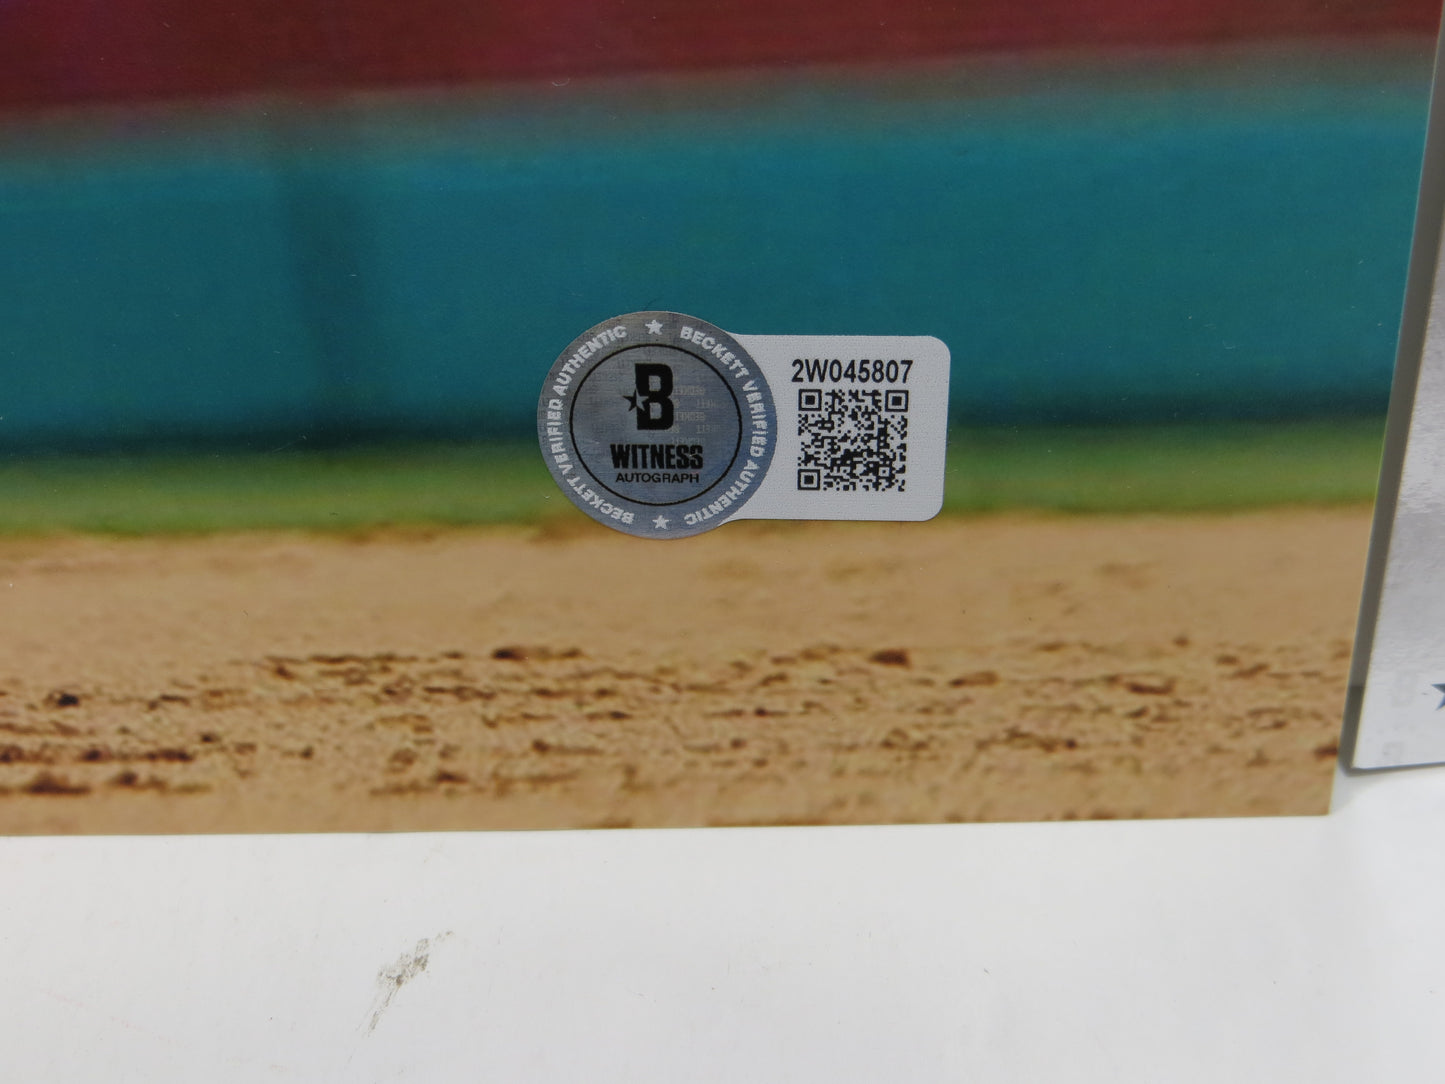 BECKETT VERIFIED AUTHENTIC ★ BECKETT VERIFIED AUTHENTIC ★
B
WITNESS
AUTOGRAPH
2W045807